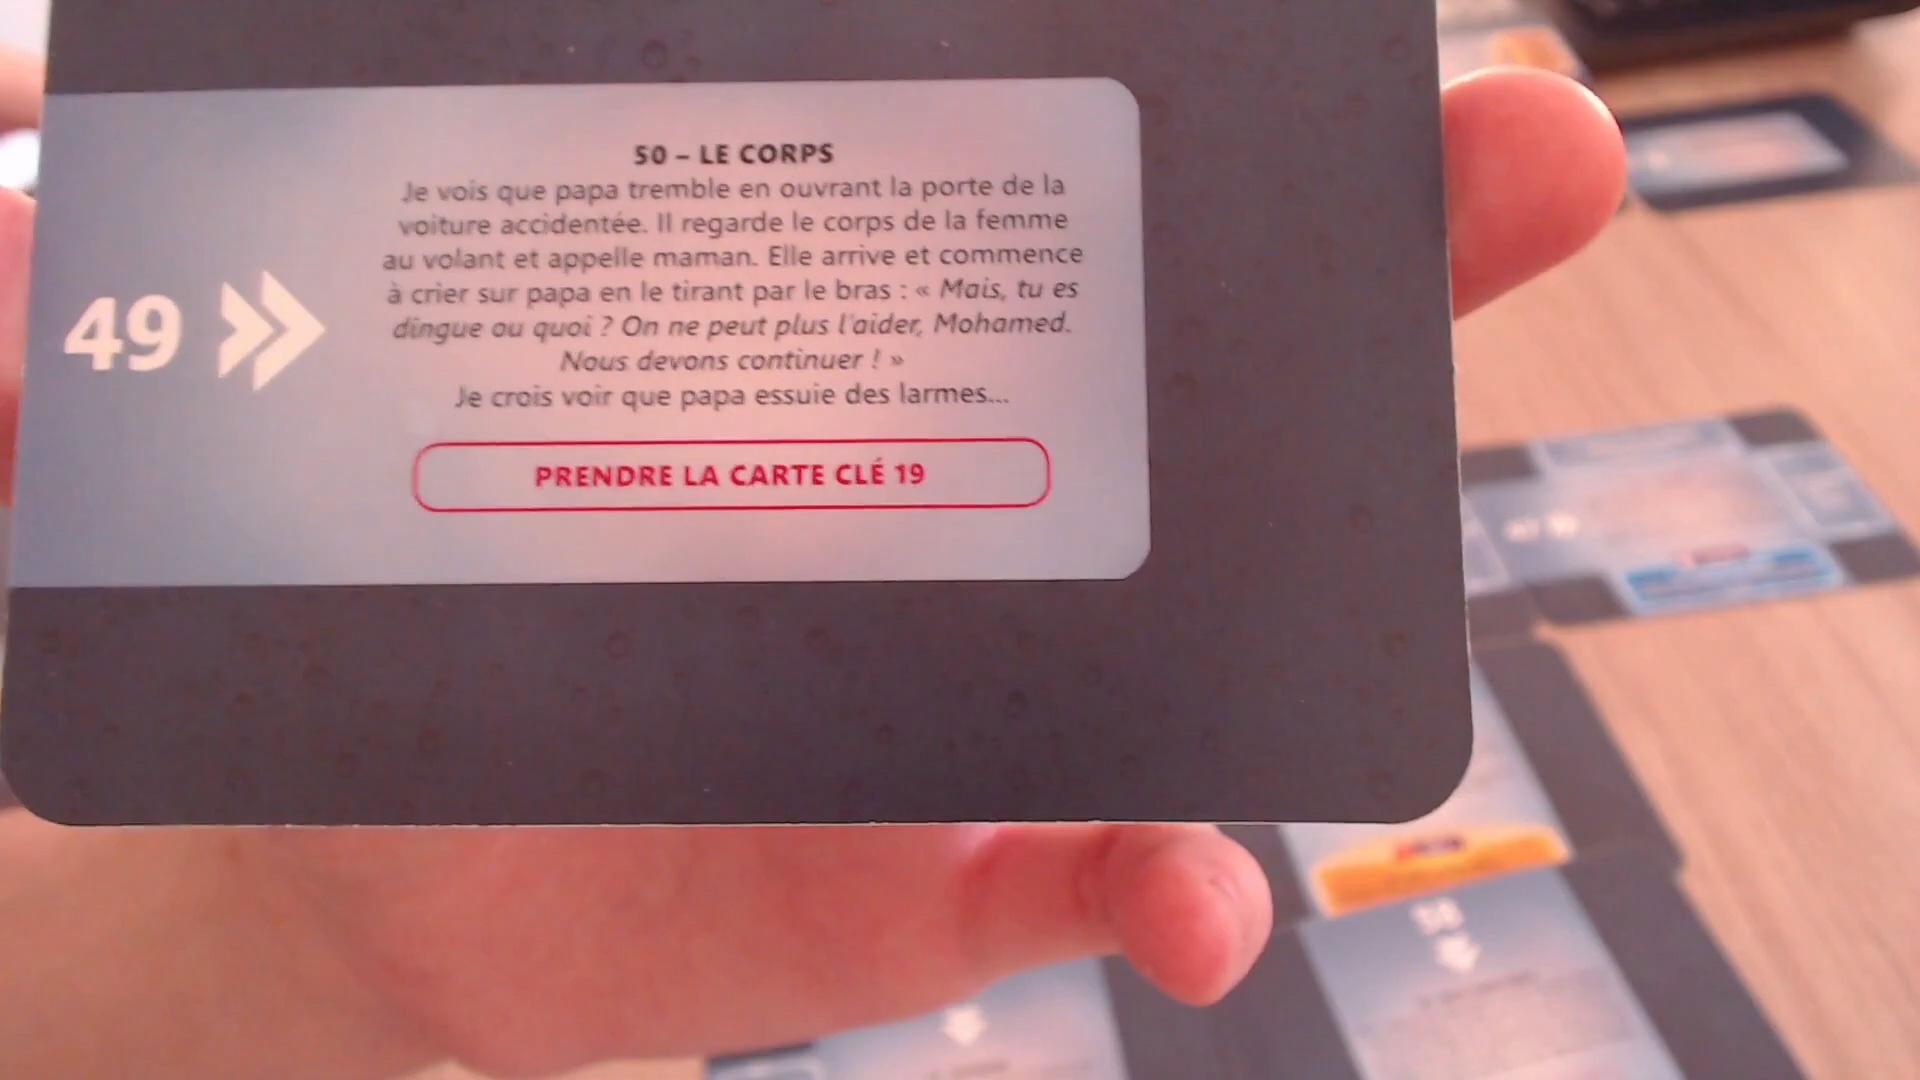 50 – LE CORPS
Je vois que papa tremble en ouvrant la porte de la
voiture accidentée. Il regarde le corps de la femme
au volant et appelle maman. Elle arrive et commence
à crier sur papa en le tirant par le bras : « Mais, tu es
dingue ou quoi ? On ne peut plus l'aider, Mohamed.
Nous devons continuer ! »
Je crois voir que papa essuie des larmes...
49
PRENDRE LA CARTE CLÉ 19